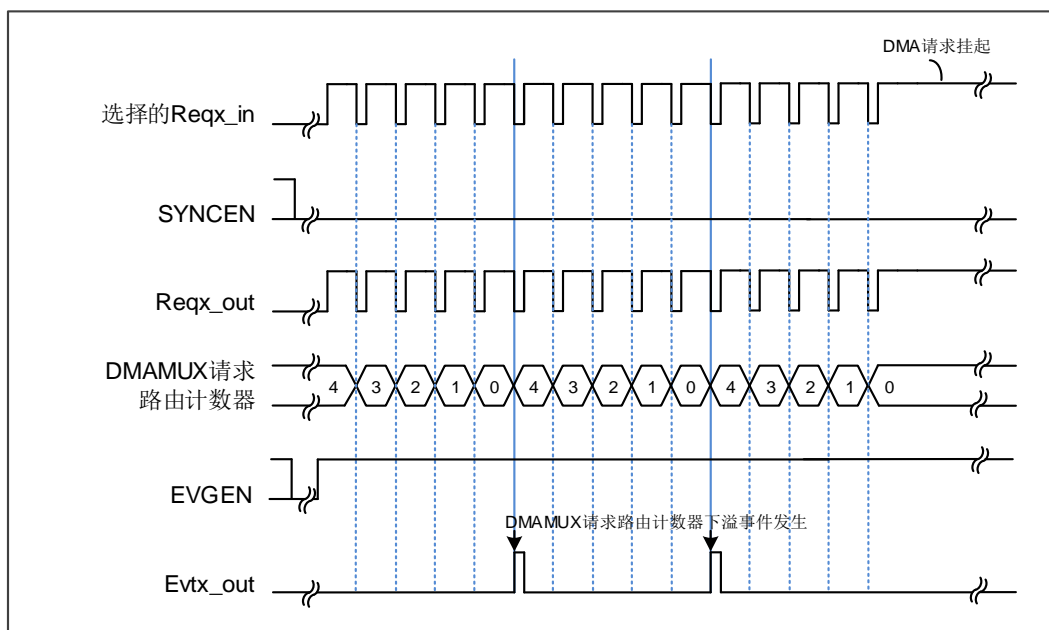 DMA请求挂起
选择的Reqx_in
SYNCEN
Reqx_out
DMAMUX请求
路由计数器
4 3 2 1 0 4 3 2 1 0 4 3 2 1 0
EVGEN
DMAMUX请求路由计数器下溢事件发生
Evtx_out